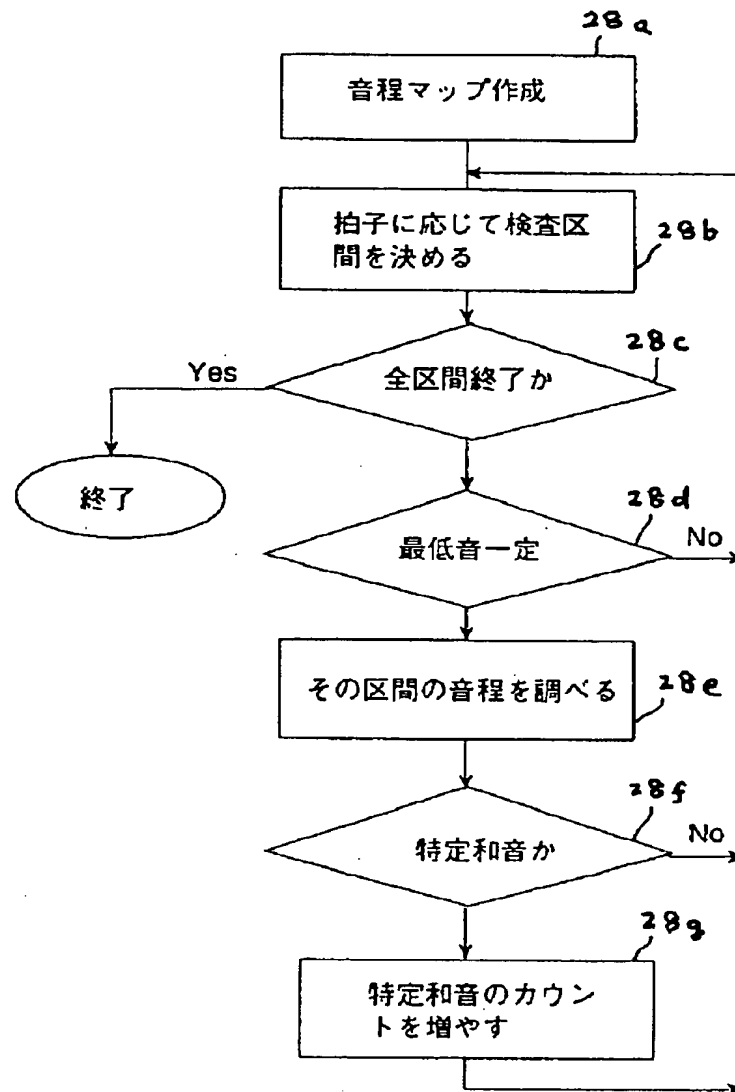 28a
音程マップ作成
拍子に応じて検査区
間を決める
28b
28c
Yes
全区間終了か
終了
28d
最低音一定
No
その区間の音程を調べる
28e
28f
特定和音か
No
28g
特定和音のカウン
トを増やす